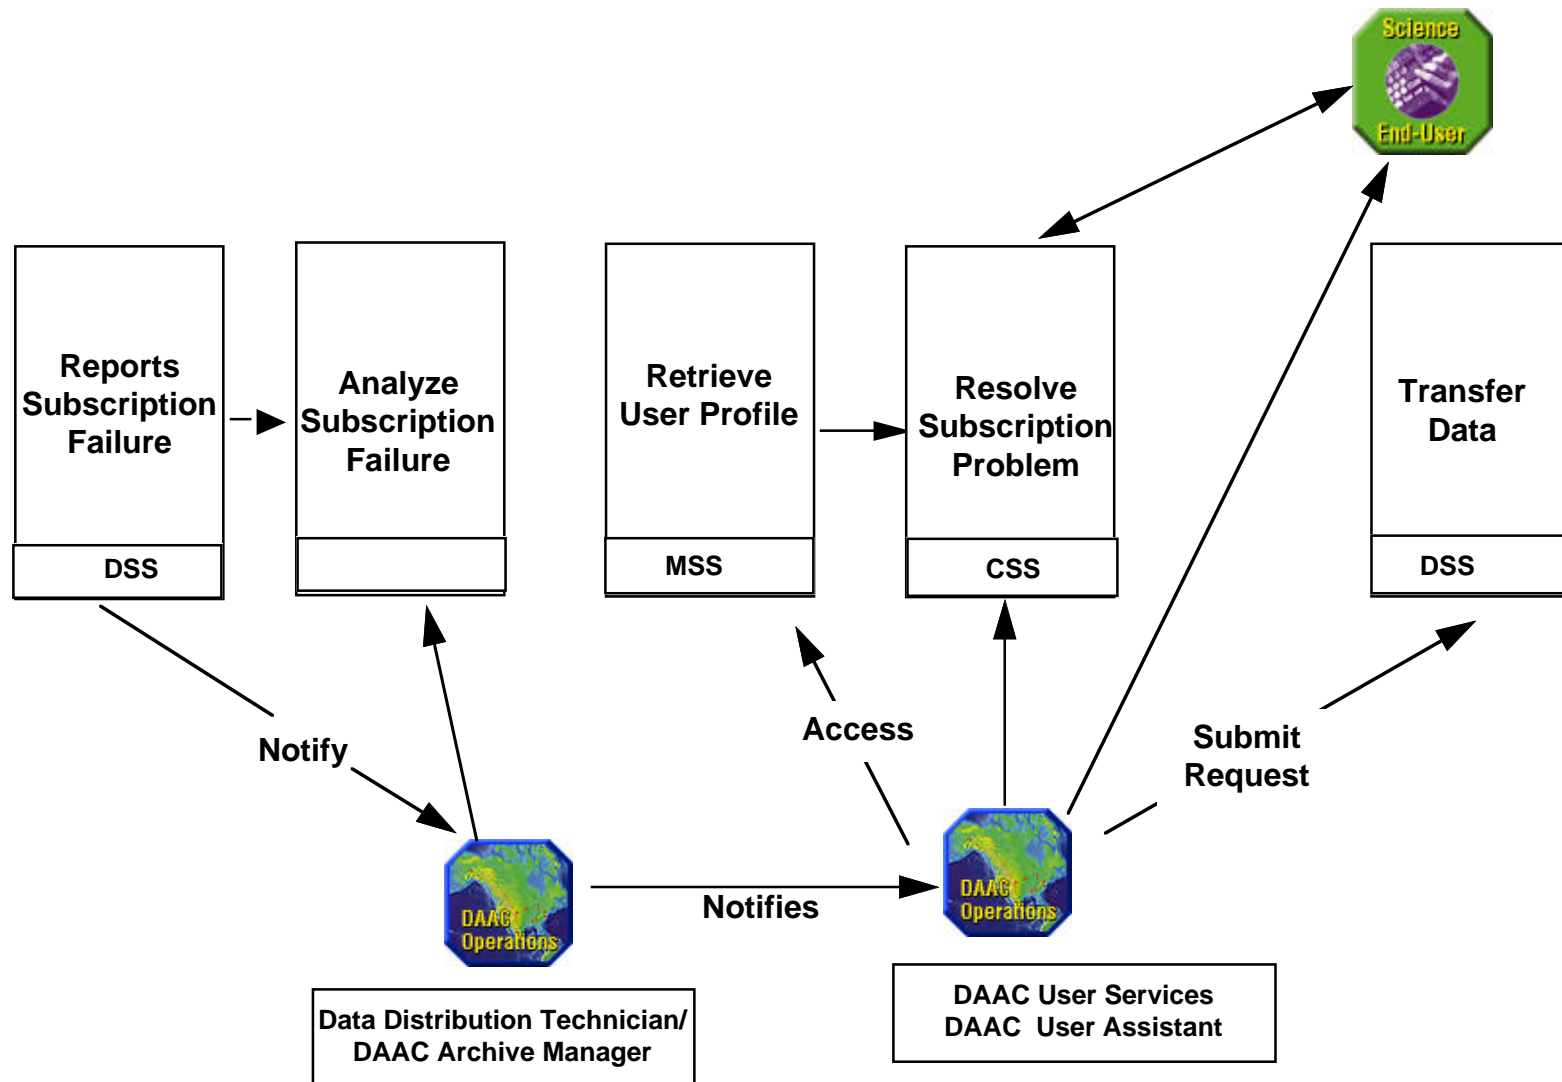 Science
End-User
Reports
Subscription
Failure
DSS
Analyze
Subscription
Failure
Retrieve
User Profile
MSS
Resolve
Subscription
Problem
CSS
Transfer
Data
DSS
Notify
Access
Submit
Request
Notifies
DAAC
Operations
DAAC
Operations
Data Distribution Technician/
DAAC Archive Manager
DAAC User Services
DAAC User Assistant